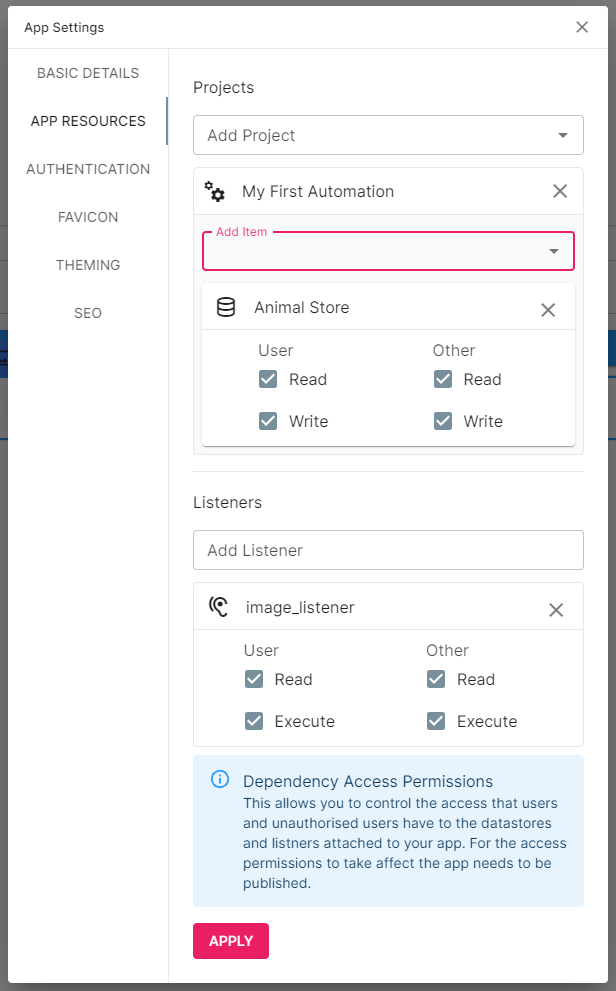 App Settings
BASIC DETAILS
APP RESOURCES
AUTHENTICATION
FAVICON
THEMING
SEO
Projects
Add Project
My First Automation
Add Item
Animal Store
User Other
Read Read
Write Write
Listeners
Add Listener
image_listener
User Other
Read Read
Execute Execute
Dependency Access Permissions
This allows you to control the access that users
and unauthorised users have to the datastores
and listners attached to your app. For the access
permissions to take affect the app needs to be
published.
APPLY